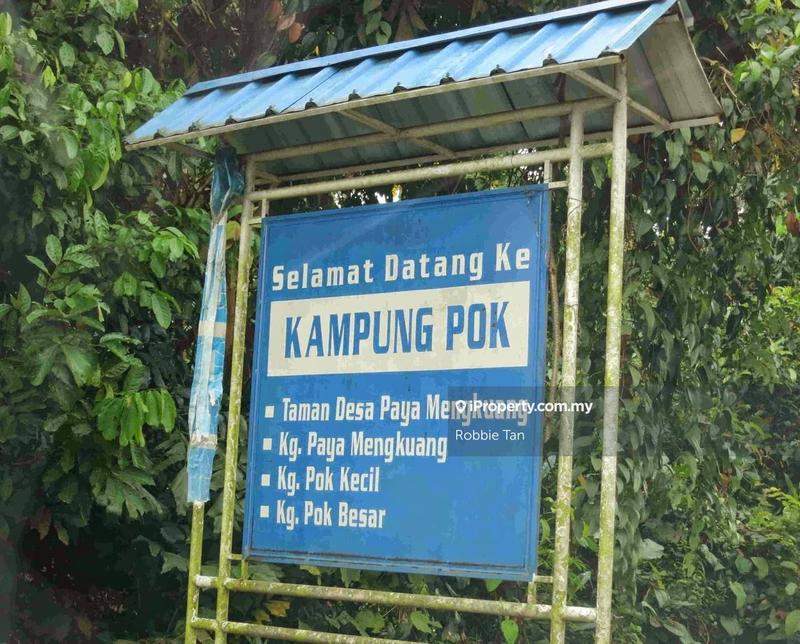 Selamat Datang Ke
KAMPUNG POK
▪ Taman Desa Paya Mengkuang
▪ Kg. Paya Mengkuang
▪ Kg. Pok Kecil
▪ Kg. Pok Besar
iProperty.com.my
Robbie Tan